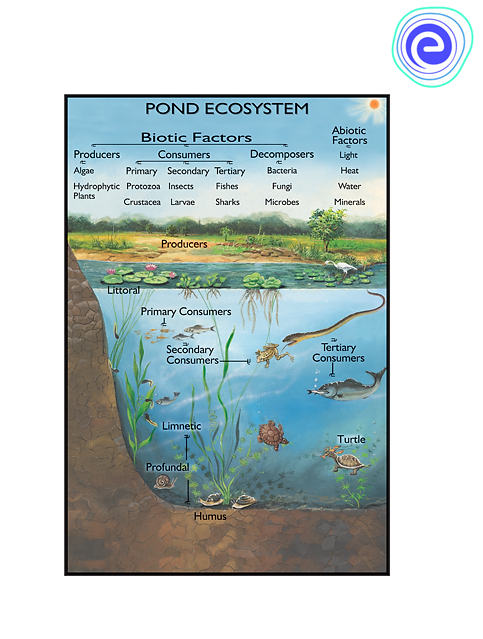 POND ECOSYSTEM
Biotic Factors
Abiotic
Factors
Producers
Consumers
Decomposers
Light
Algae
Primary
Secondary
Tertiary
Bacteria
Heat
Hydrophytic
Plants
Protozoa
Insects
Fishes
Fungi
Water
Crustacea
Larvae
Sharks
Microbes
Minerals
Producers
Littoral
Primary Consumers
Secondary
Consumers
Tertiary
Consumers
Limnetic
Turtle
Profundal
Humus